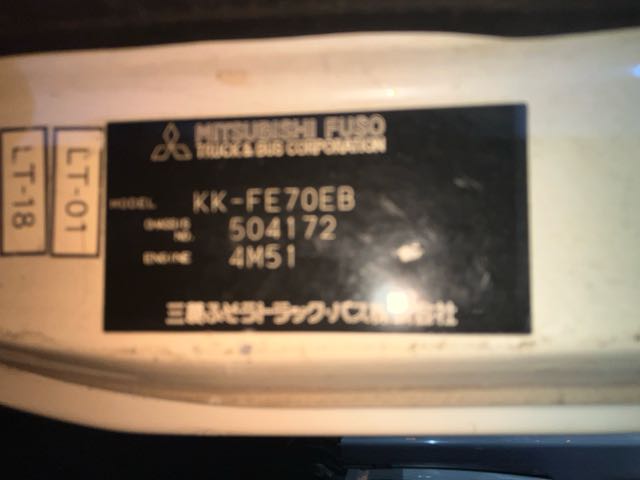 MITSUBISHI FUSO
TRUCK & BUS CORPORATION
MODEL KK-FE70EB
CHASSIS NO. 504172
ENGINE 4M51
三菱ふそうトラック・バス株式会社
LT-01
LT-18